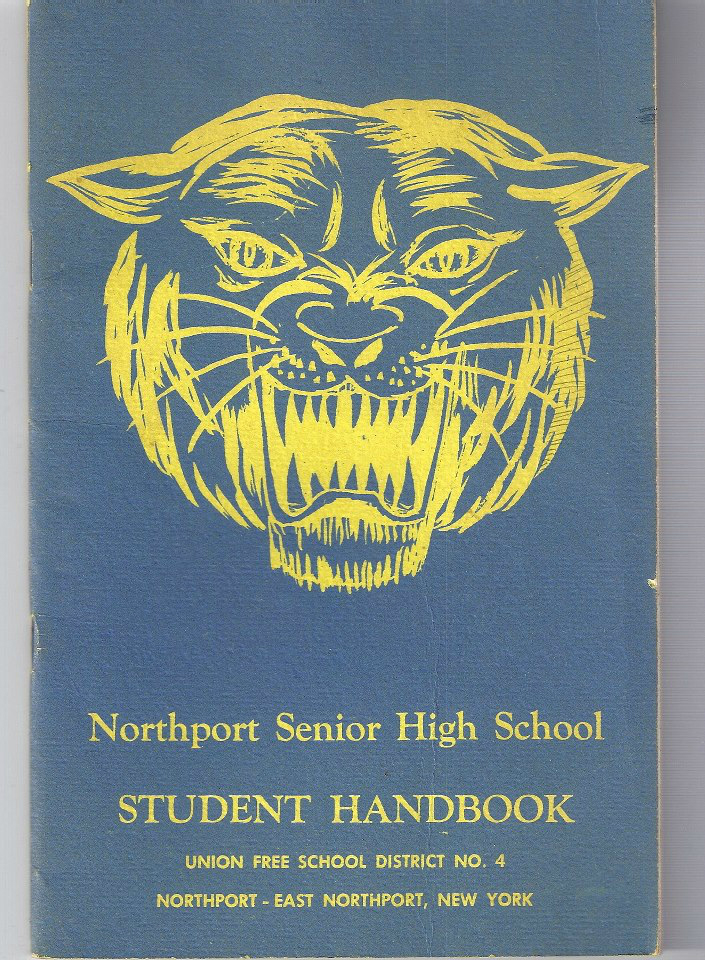 Northport Senior High School
STUDENT HANDBOOK
UNION FREE SCHOOL DISTRICT NO. 4
NORTHPORT - EAST NORTHPORT, NEW YORK